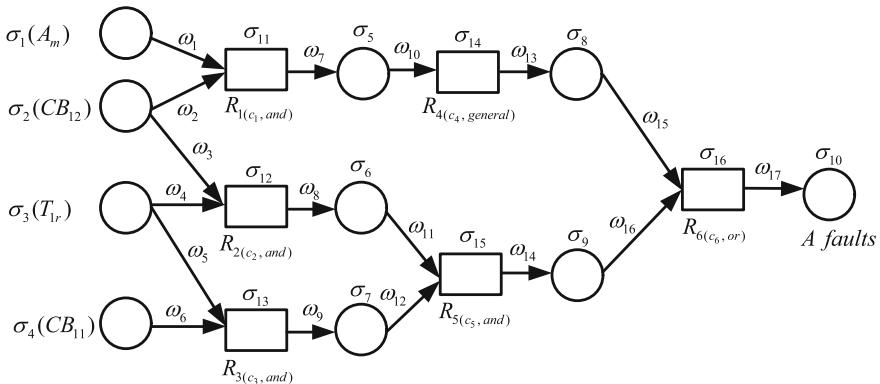 σ1(Am)
ω1
σ11
R1(c1, and)
ω7
σ5
ω10
σ14
R4(c4, general)
ω13
σ8
σ2(CB12)
ω2
ω3
ω15
σ3(T1r)
ω4
σ12
R2(c2, and)
ω8
σ6
ω11
σ16
R6(c6, or)
ω17
σ10
A faults
ω5
σ15
R5(c5, and)
ω14
σ9
ω16
σ4(CB11)
ω6
σ13
R3(c3, and)
ω9
σ7
ω12